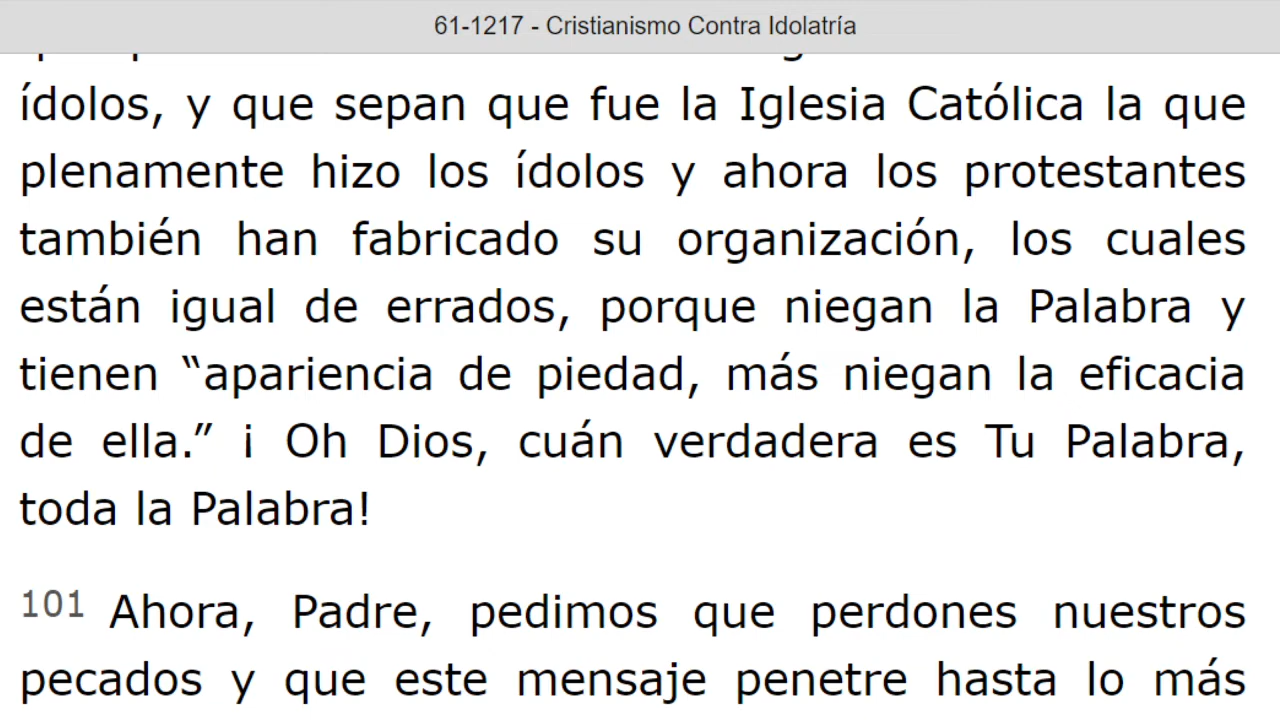 61-1217 - Cristianismo Contra Idolatría
ídolos, y que sepan que fue la Iglesia Católica la que
plenamente hizo los ídolos y ahora los protestantes
también han fabricado su organización, los cuales
están igual de errados, porque niegan la Palabra y
tienen “apariencia de piedad, más niegan la eficacia
de ella.” ¡ Oh Dios, cuán verdadera es Tu Palabra,
toda la Palabra!
101 Ahora, Padre, pedimos que perdones nuestros
pecados y que este mensaje penetre hasta lo más